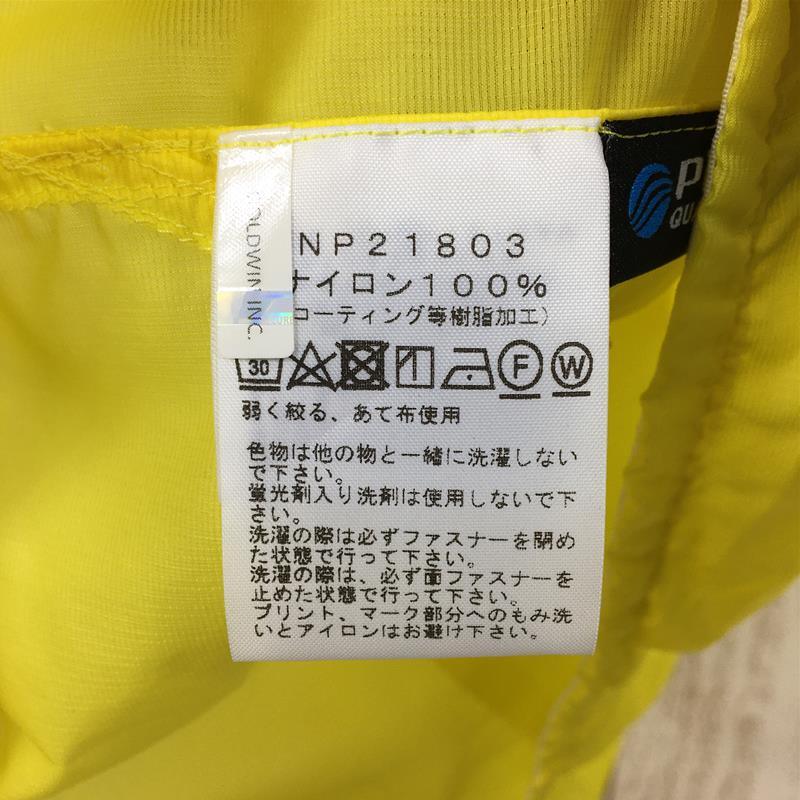 NP21803
ナイロン100%
コーティング等樹脂加工)
30
F
W
弱く絞る、あて布使用
色物は他の物と一緒に洗濯しない
で下さい。
蛍光剤入り洗剤は使用しないで下
さい。
洗濯の際は必ずファスナーを閉め
た状態で行って下さい。
洗濯の際は、必ず面ファスナーを
止めた状態で行って下さい。
プリント、マーク部分へのもみ洗
いとアイロンはお避け下さい。
OLDWIN INC.
P
QU